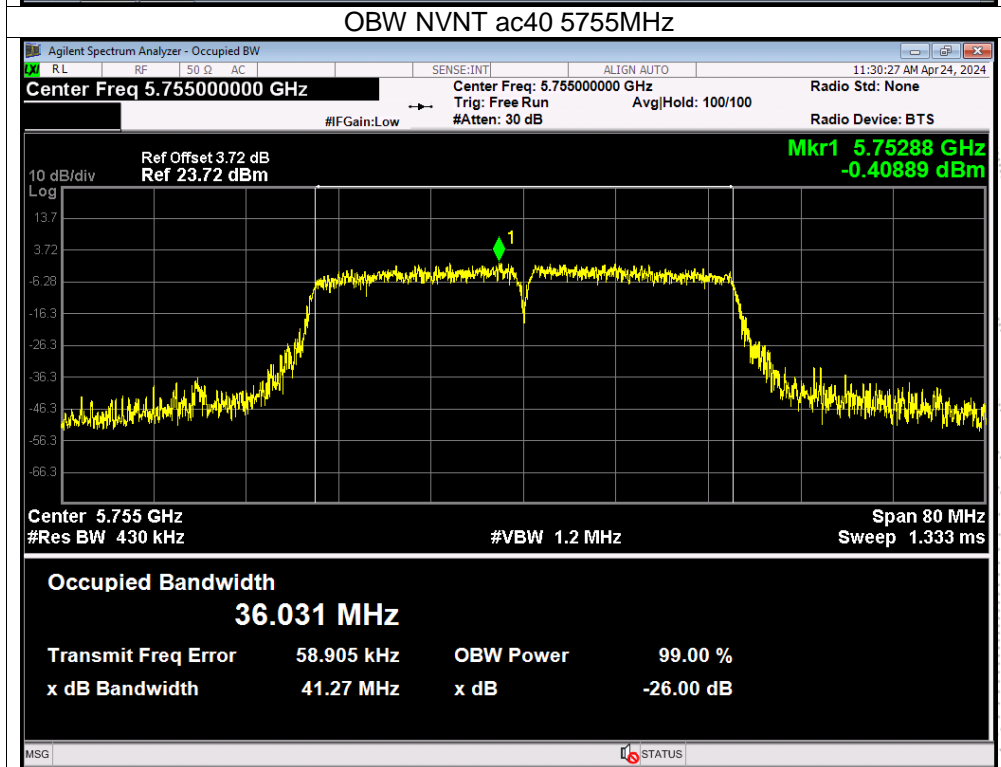 OBW NVNT ac40 5755MHz
Agilent Spectrum Analyzer - Occupied BW
LXI RL RF 50 Ω AC SENSE:INT ALIGN AUTO 11:30:27 AM Apr 24, 2024
Center Freq 5.755000000 GHz Center Freq: 5.755000000 GHz Radio Std: None
Trig: Free Run Avg|Hold: 100/100
#IFGain:Low #Atten: 30 dB Radio Device: BTS
Mkr1 5.75288 GHz
-0.40889 dBm
Ref Offset 3.72 dB
10 dB/div Ref 23.72 dBm
Log
13.7
1
3.72
-6.28
-16.3
-26.3
-36.3
-46.3
-56.3
-66.3
Center 5.755 GHz Span 80 MHz
#Res BW 430 kHz #VBW 1.2 MHz Sweep 1.333 ms
Occupied Bandwidth
36.031 MHz
Transmit Freq Error 58.905 kHz OBW Power 99.00 %
x dB Bandwidth 41.27 MHz x dB -26.00 dB
MSG STATUS